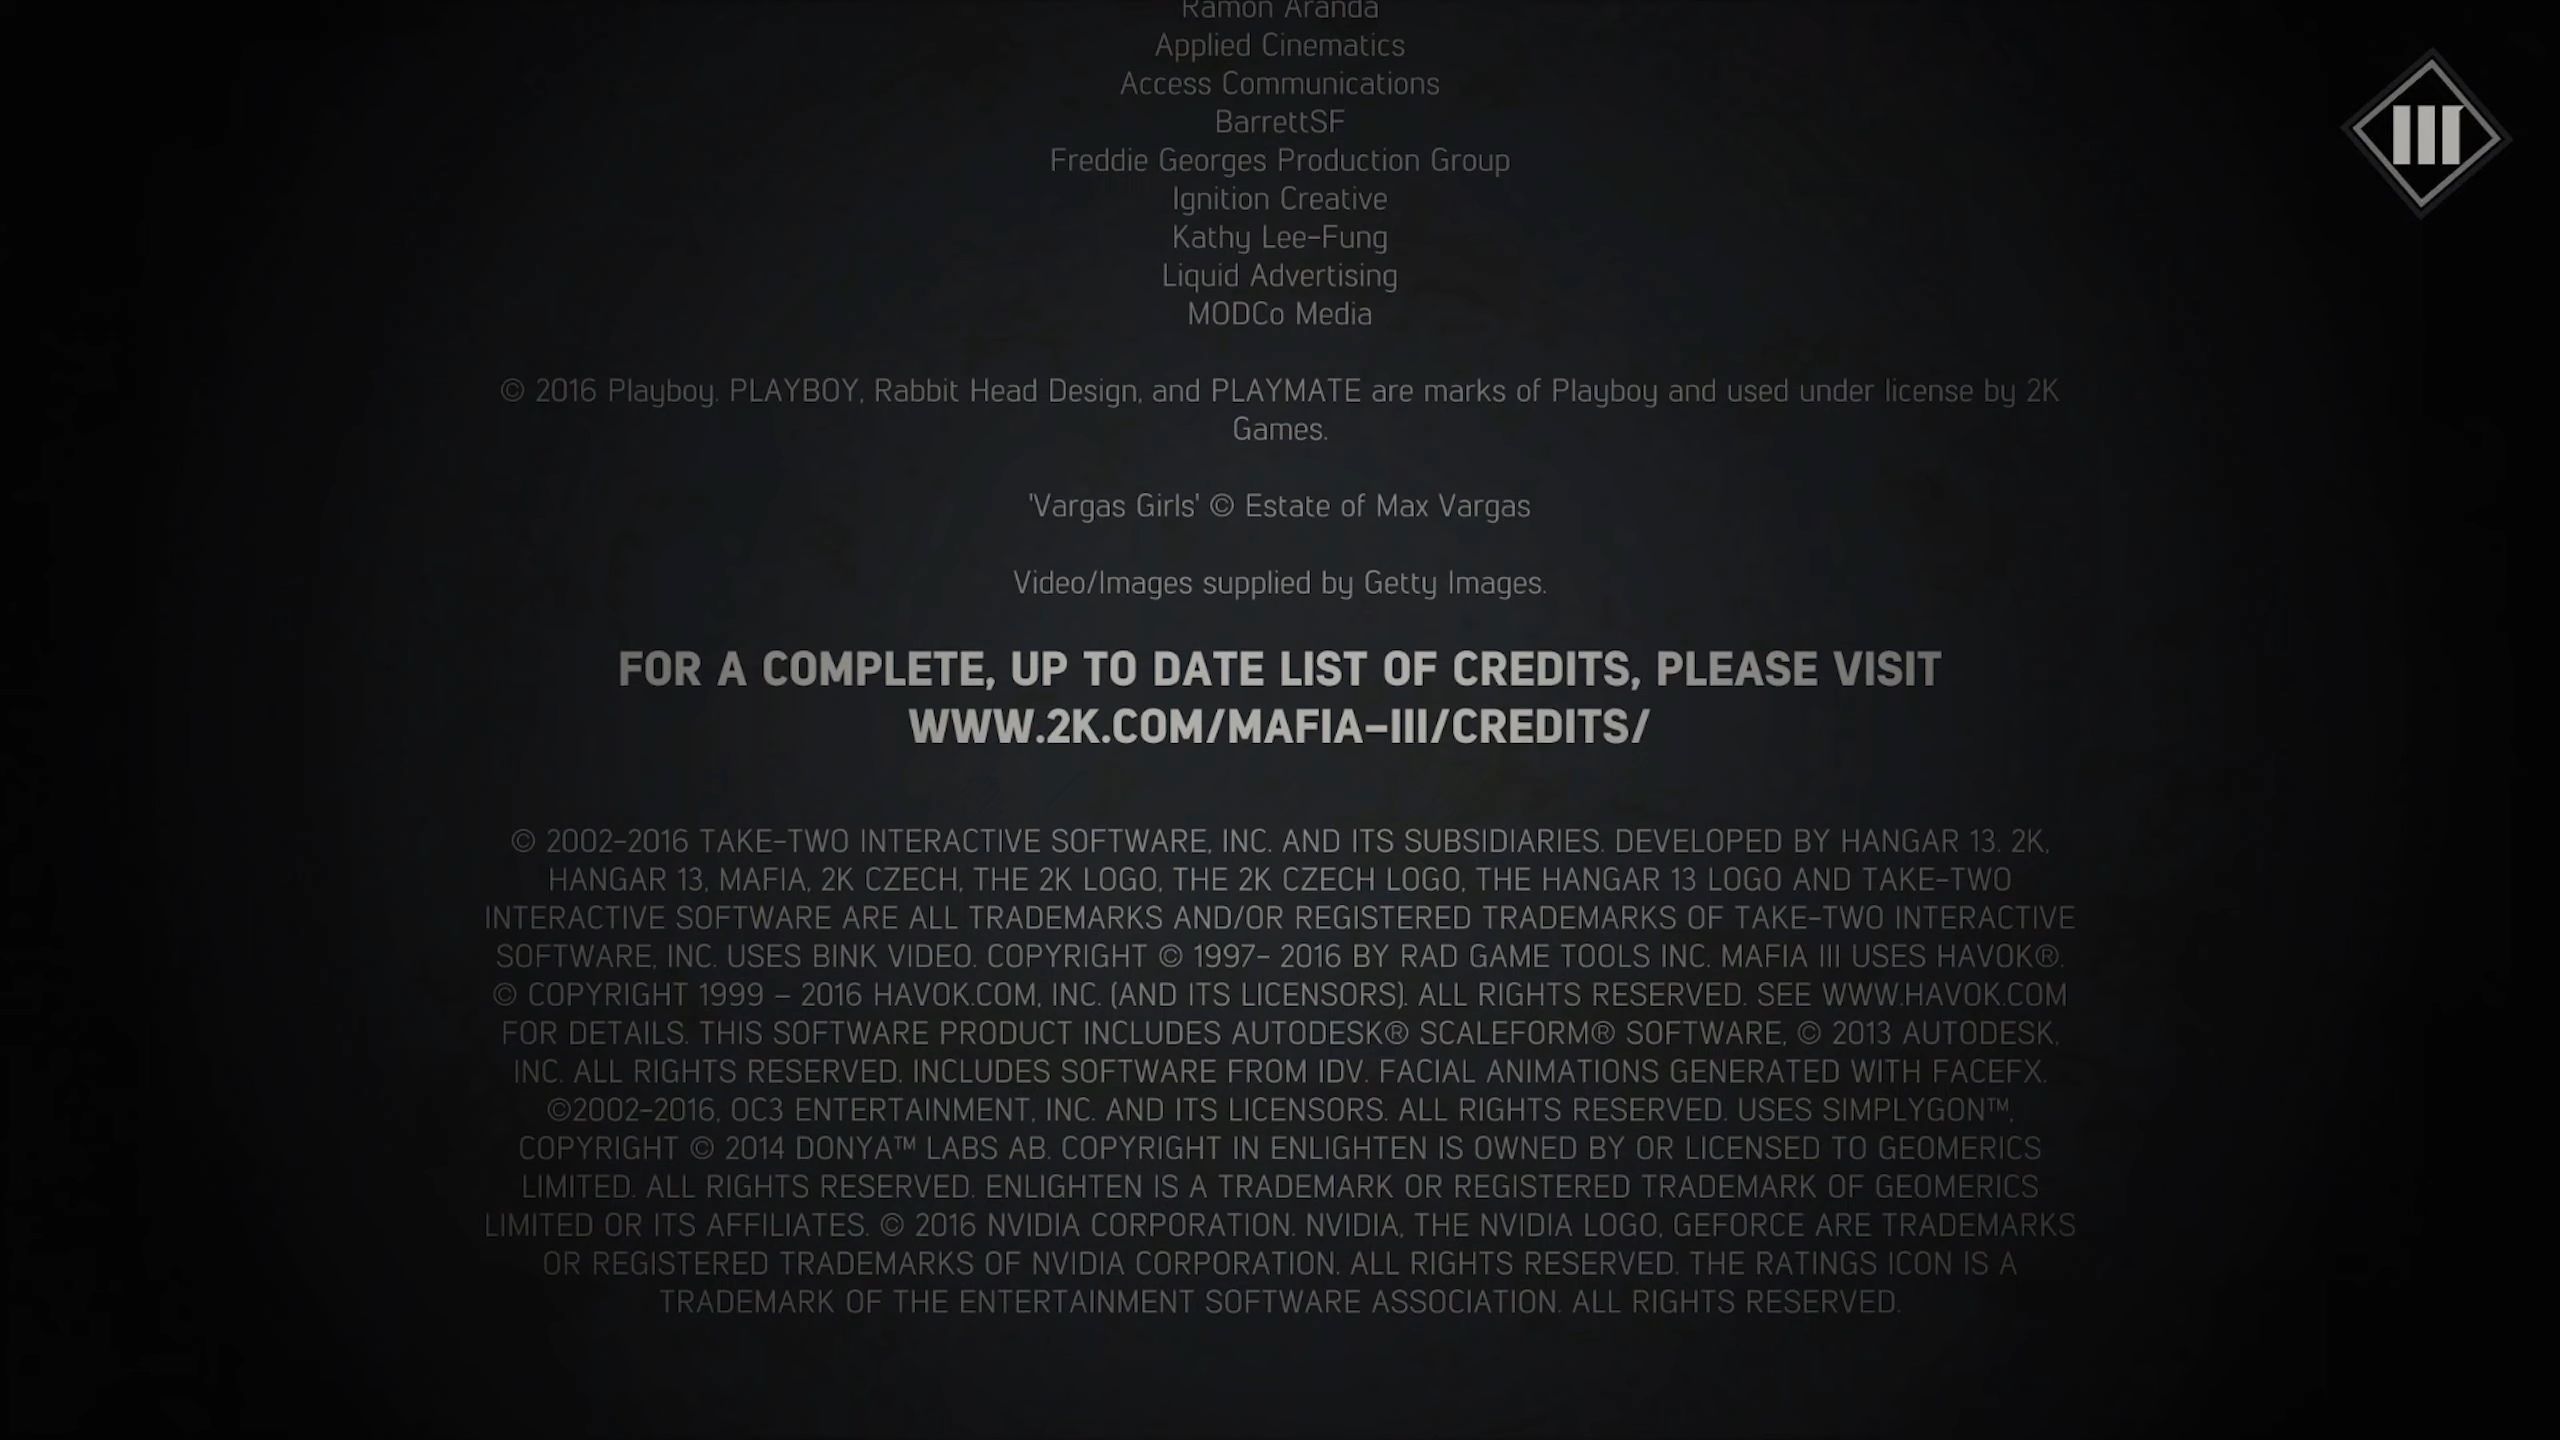 Ramon Aranda
Applied Cinematics
Access Communications
BarrettSF
Freddie Georges Production Group
Ignition Creative
Kathy Lee-Fung
Liquid Advertising
MODCo Media
© 2016 Playboy. PLAYBOY, Rabbit Head Design, and PLAYMATE are marks of Playboy and used under license by 2K
Games.
'Vargas Girls' © Estate of Max Vargas
Video/Images supplied by Getty Images.
FOR A COMPLETE, UP TO DATE LIST OF CREDITS, PLEASE VISIT
WWW.2K.COM/MAFIA-III/CREDITS/
© 2002-2016 TAKE-TWO INTERACTIVE SOFTWARE, INC. AND ITS SUBSIDIARIES. DEVELOPED BY HANGAR 13. 2K,
HANGAR 13, MAFIA, 2K CZECH, THE 2K LOGO, THE 2K CZECH LOGO, THE HANGAR 13 LOGO AND TAKE-TWO
INTERACTIVE SOFTWARE ARE ALL TRADEMARKS AND/OR REGISTERED TRADEMARKS OF TAKE-TWO INTERACTIVE
SOFTWARE, INC. USES BINK VIDEO. COPYRIGHT © 1997- 2016 BY RAD GAME TOOLS INC. MAFIA III USES HAVOK®.
© COPYRIGHT 1999 – 2016 HAVOK.COM, INC. (AND ITS LICENSORS). ALL RIGHTS RESERVED. SEE WWW.HAVOK.COM
FOR DETAILS. THIS SOFTWARE PRODUCT INCLUDES AUTODESK® SCALEFORM® SOFTWARE, © 2013 AUTODESK,
INC. ALL RIGHTS RESERVED. INCLUDES SOFTWARE FROM IDV. FACIAL ANIMATIONS GENERATED WITH FACEFX.
©2002-2016, OC3 ENTERTAINMENT, INC. AND ITS LICENSORS. ALL RIGHTS RESERVED. USES SIMPLYGON™,
COPYRIGHT © 2014 DONYA™ LABS AB. COPYRIGHT IN ENLIGHTEN IS OWNED BY OR LICENSED TO GEOMERICS
LIMITED. ALL RIGHTS RESERVED. ENLIGHTEN IS A TRADEMARK OR REGISTERED TRADEMARK OF GEOMERICS
LIMITED OR ITS AFFILIATES. © 2016 NVIDIA CORPORATION. NVIDIA, THE NVIDIA LOGO, GEFORCE ARE TRADEMARKS
OR REGISTERED TRADEMARKS OF NVIDIA CORPORATION. ALL RIGHTS RESERVED. THE RATINGS ICON IS A
TRADEMARK OF THE ENTERTAINMENT SOFTWARE ASSOCIATION. ALL RIGHTS RESERVED.
III